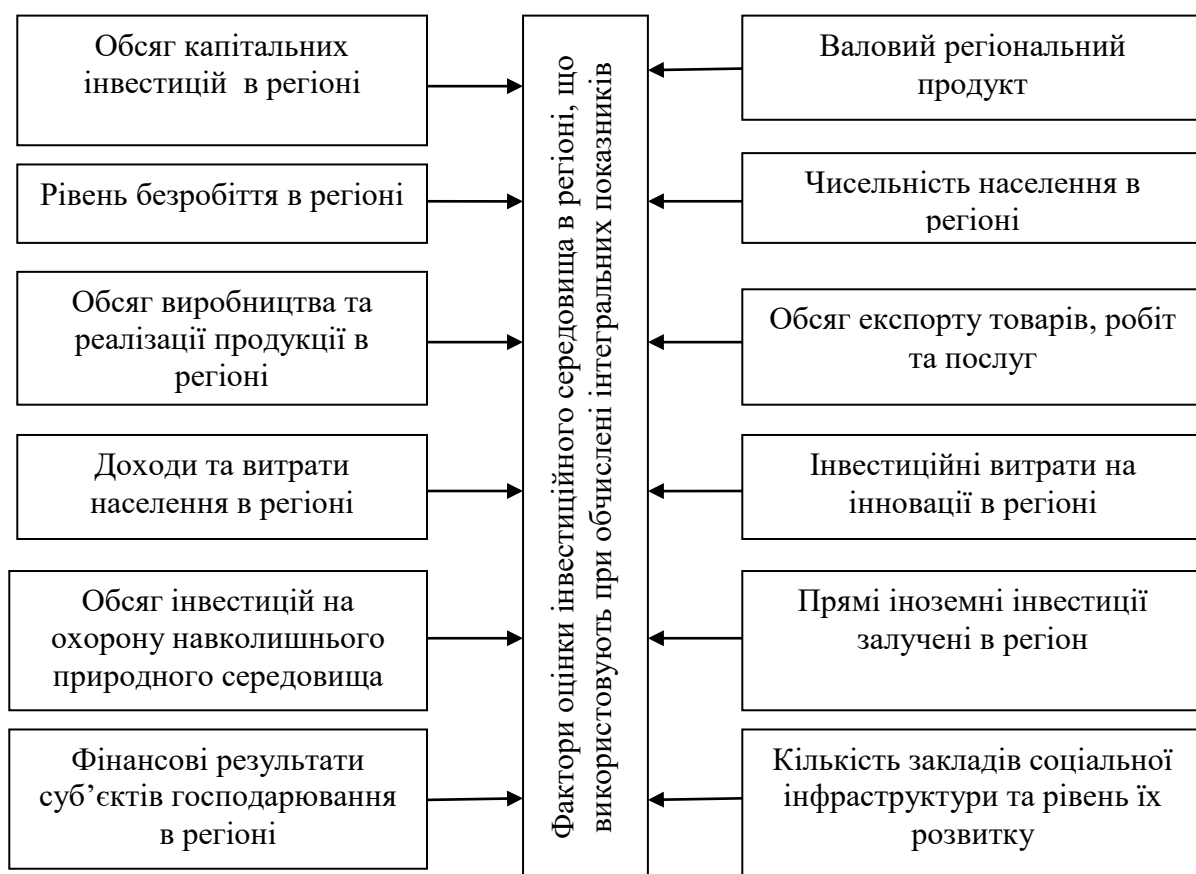 Обсяг капітальних
інвестицій в регіоні
Рівень безробіття в регіоні
Обсяг виробництва та
реалізації продукції в
регіоні
Доходи та витрати
населення в регіоні
Обсяг інвестицій на
охорону навколишнього
природного середовища
Фінансові результати
суб’єктів господарювання
в регіоні
Фактори оцінки інвестиційного середовища в регіоні, що
використовують при обчислені інтегральних показників
Валовий регіональний
продукт
Чисельність населення в
регіоні
Обсяг експорту товарів, робіт
та послуг
Інвестиційні витрати на
інновації в регіоні
Прямі іноземні інвестиції
залучені в регіон
Кількість закладів соціальної
інфраструктури та рівень їх
розвитку